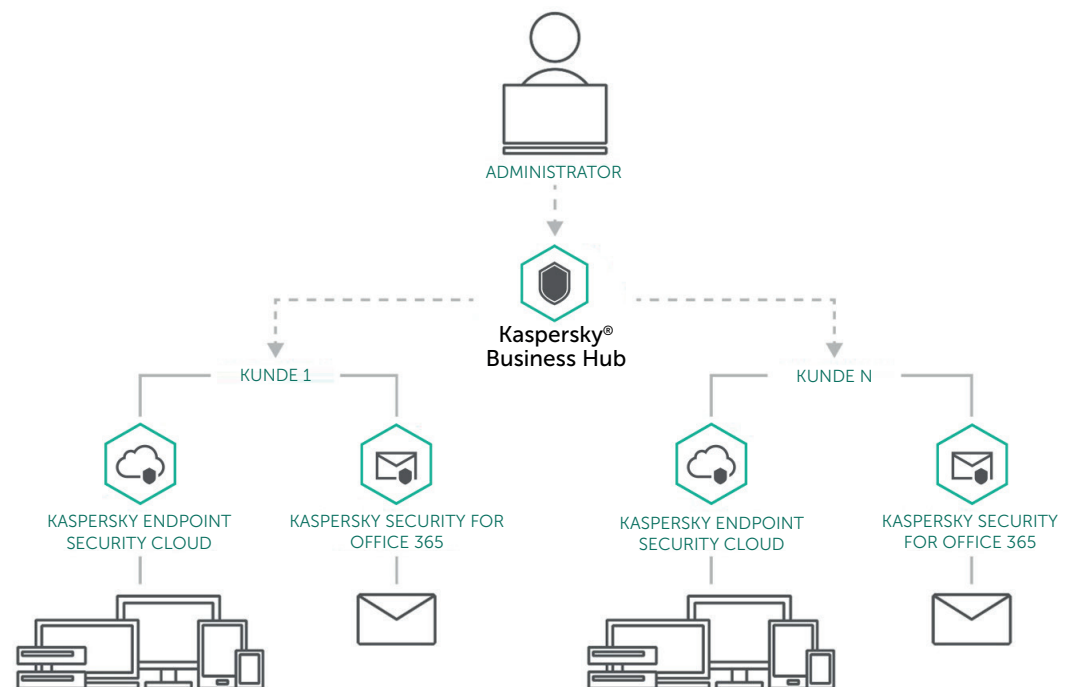 ADMINISTRATOR
Kaspersky®
Business Hub
KUNDE 1
KUNDE N
KASPERSKY ENDPOINT
SECURITY CLOUD
KASPERSKY SECURITY FOR
OFFICE 365
KASPERSKY ENDPOINT
SECURITY CLOUD
KASPERSKY SECURITY
FOR OFFICE 365